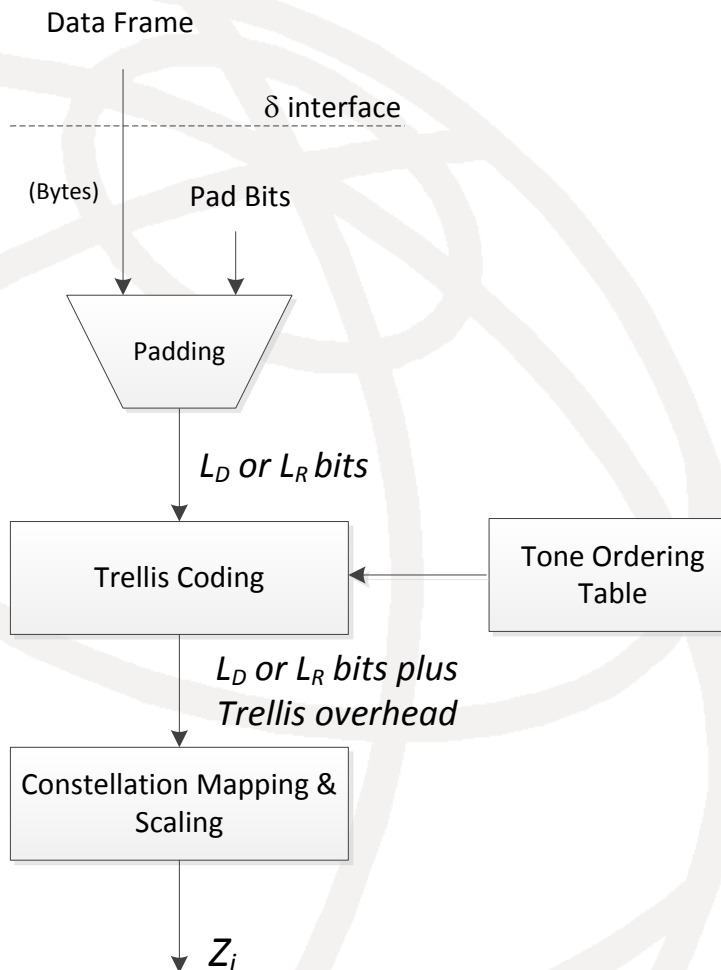 Data Frame
δ interface
(Bytes)
Pad Bits
Padding
L_D or L_R bits
Trellis Coding
Tone Ordering
Table
L_D or L_R bits plus
Trellis overhead
Constellation Mapping &
Scaling
Z_i